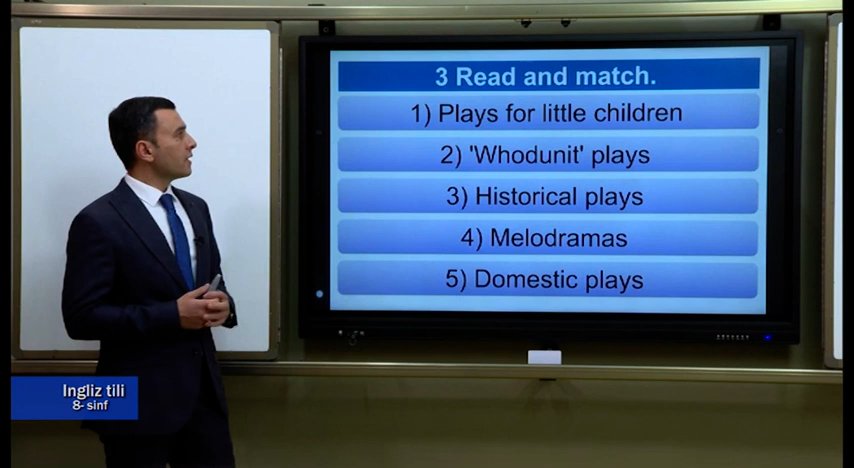 3 Read and match.
1) Plays for little children
2) 'Whodunit' plays
3) Historical plays
4) Melodramas
5) Domestic plays
Ingliz tili
8- sinf